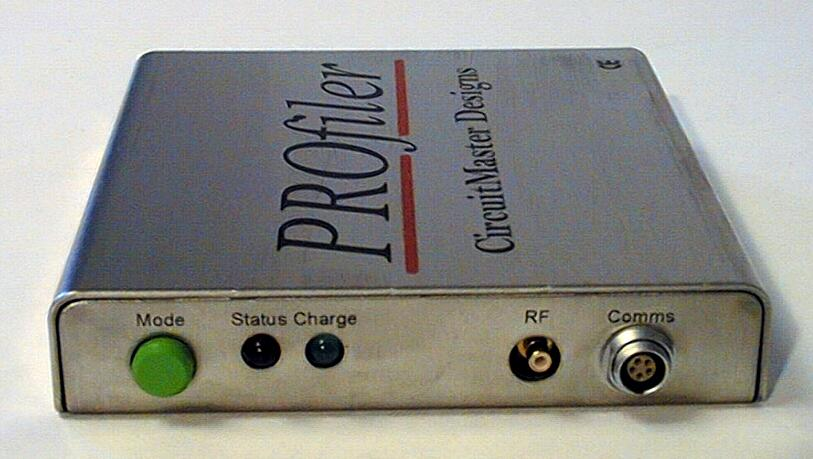 PROfiler
CircuitMaster Designs
CE
Mode
Status Charge
RF
Comms